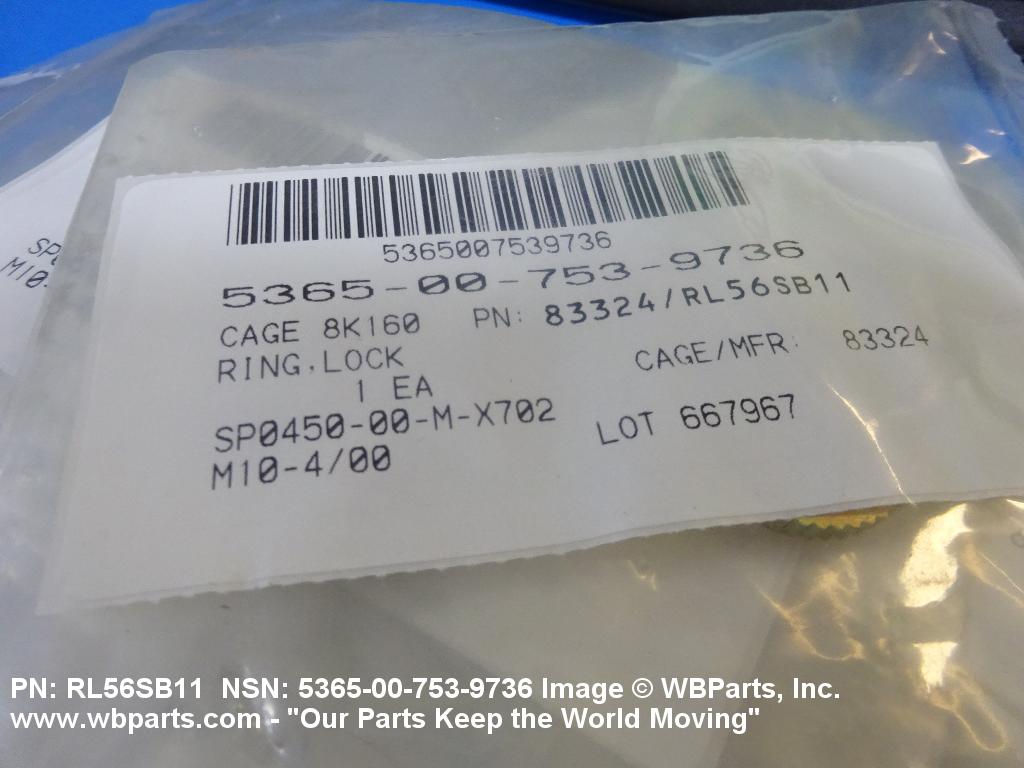 5365007539736
5365-00-753-9736
CAGE 8K160 PN: 83324/RL56SB11
RING,LOCK CAGE/MFR: 83324
1 EA
SP0450-00-M-X702 LOT 667967
M10-4/00
M10
PN: RL56SB11 NSN: 5365-00-753-9736 Image © WBParts, Inc.
www.wbparts.com - "Our Parts Keep the World Moving"